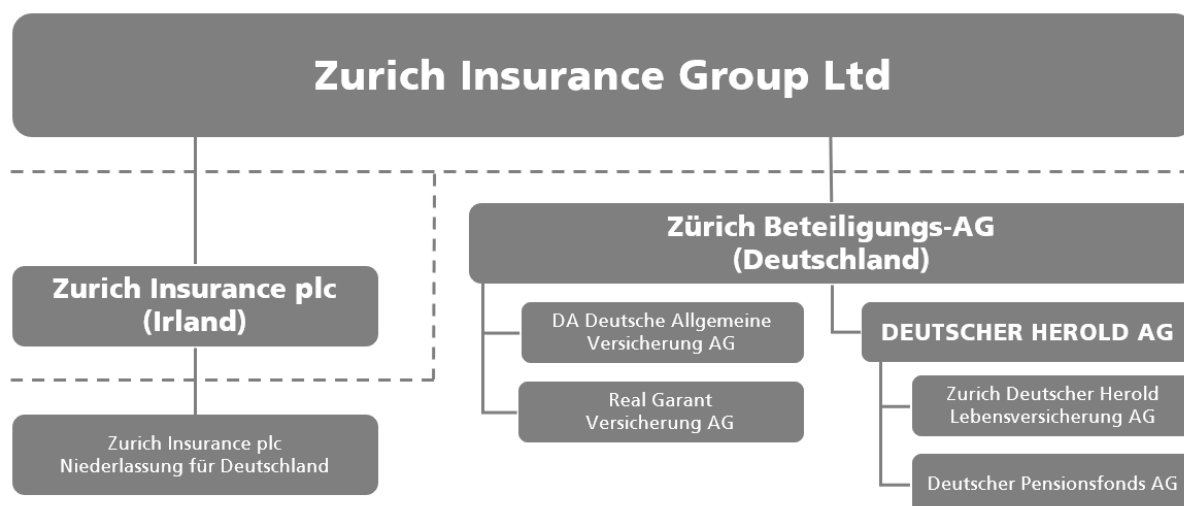 Zurich Insurance Group Ltd
Zürich Beteiligungs-AG
(Deutschland)
Zurich Insurance plc
(Irland)
DA Deutsche Allgemeine
Versicherung AG
DEUTSCHER HEROLD AG
Real Garant
Versicherung AG
Zurich Deutscher Herold
Lebensversicherung AG
Zurich Insurance plc
Niederlassung für Deutschland
Deutscher Pensionsfonds AG